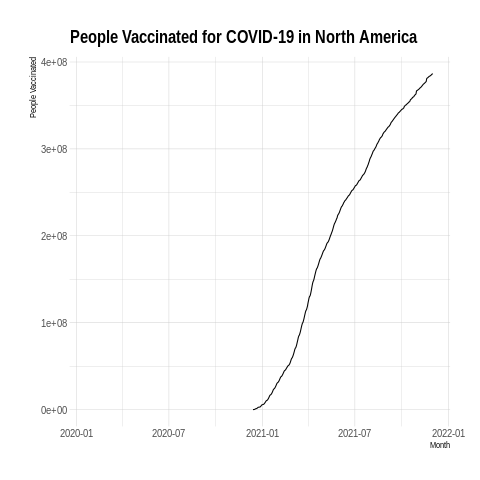 People Vaccinated for COVID-19 in North America
People Vaccinated
4e+08
3e+08
2e+08
1e+08
0e+00
2020-01 2020-07 2021-01 2021-07 2022-01
Month